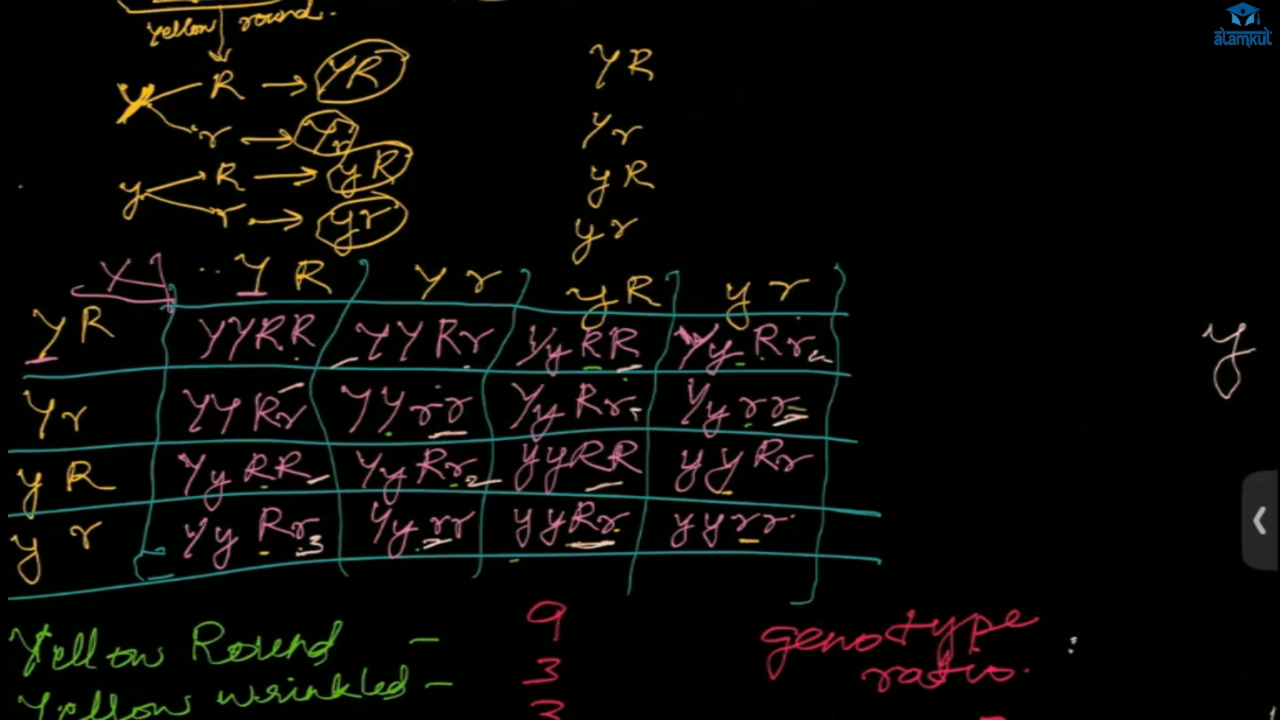 alamkul
Yellow round.
Y R → YR
r → Yr
y R → yR
r → yr
YR
Yr
yR
yr
X YR Yr yR yr
YR YYRR YYRr YyRR YyRr
Yr YYRr YYrr YyRr Yyrr
yR YyRR YyRr yyRR yyRr
yr YyRr Yyrr yyRr yyrr
y
Yellow Round - 9
Yellow wrinkled - 3
3
genotype
ratio.